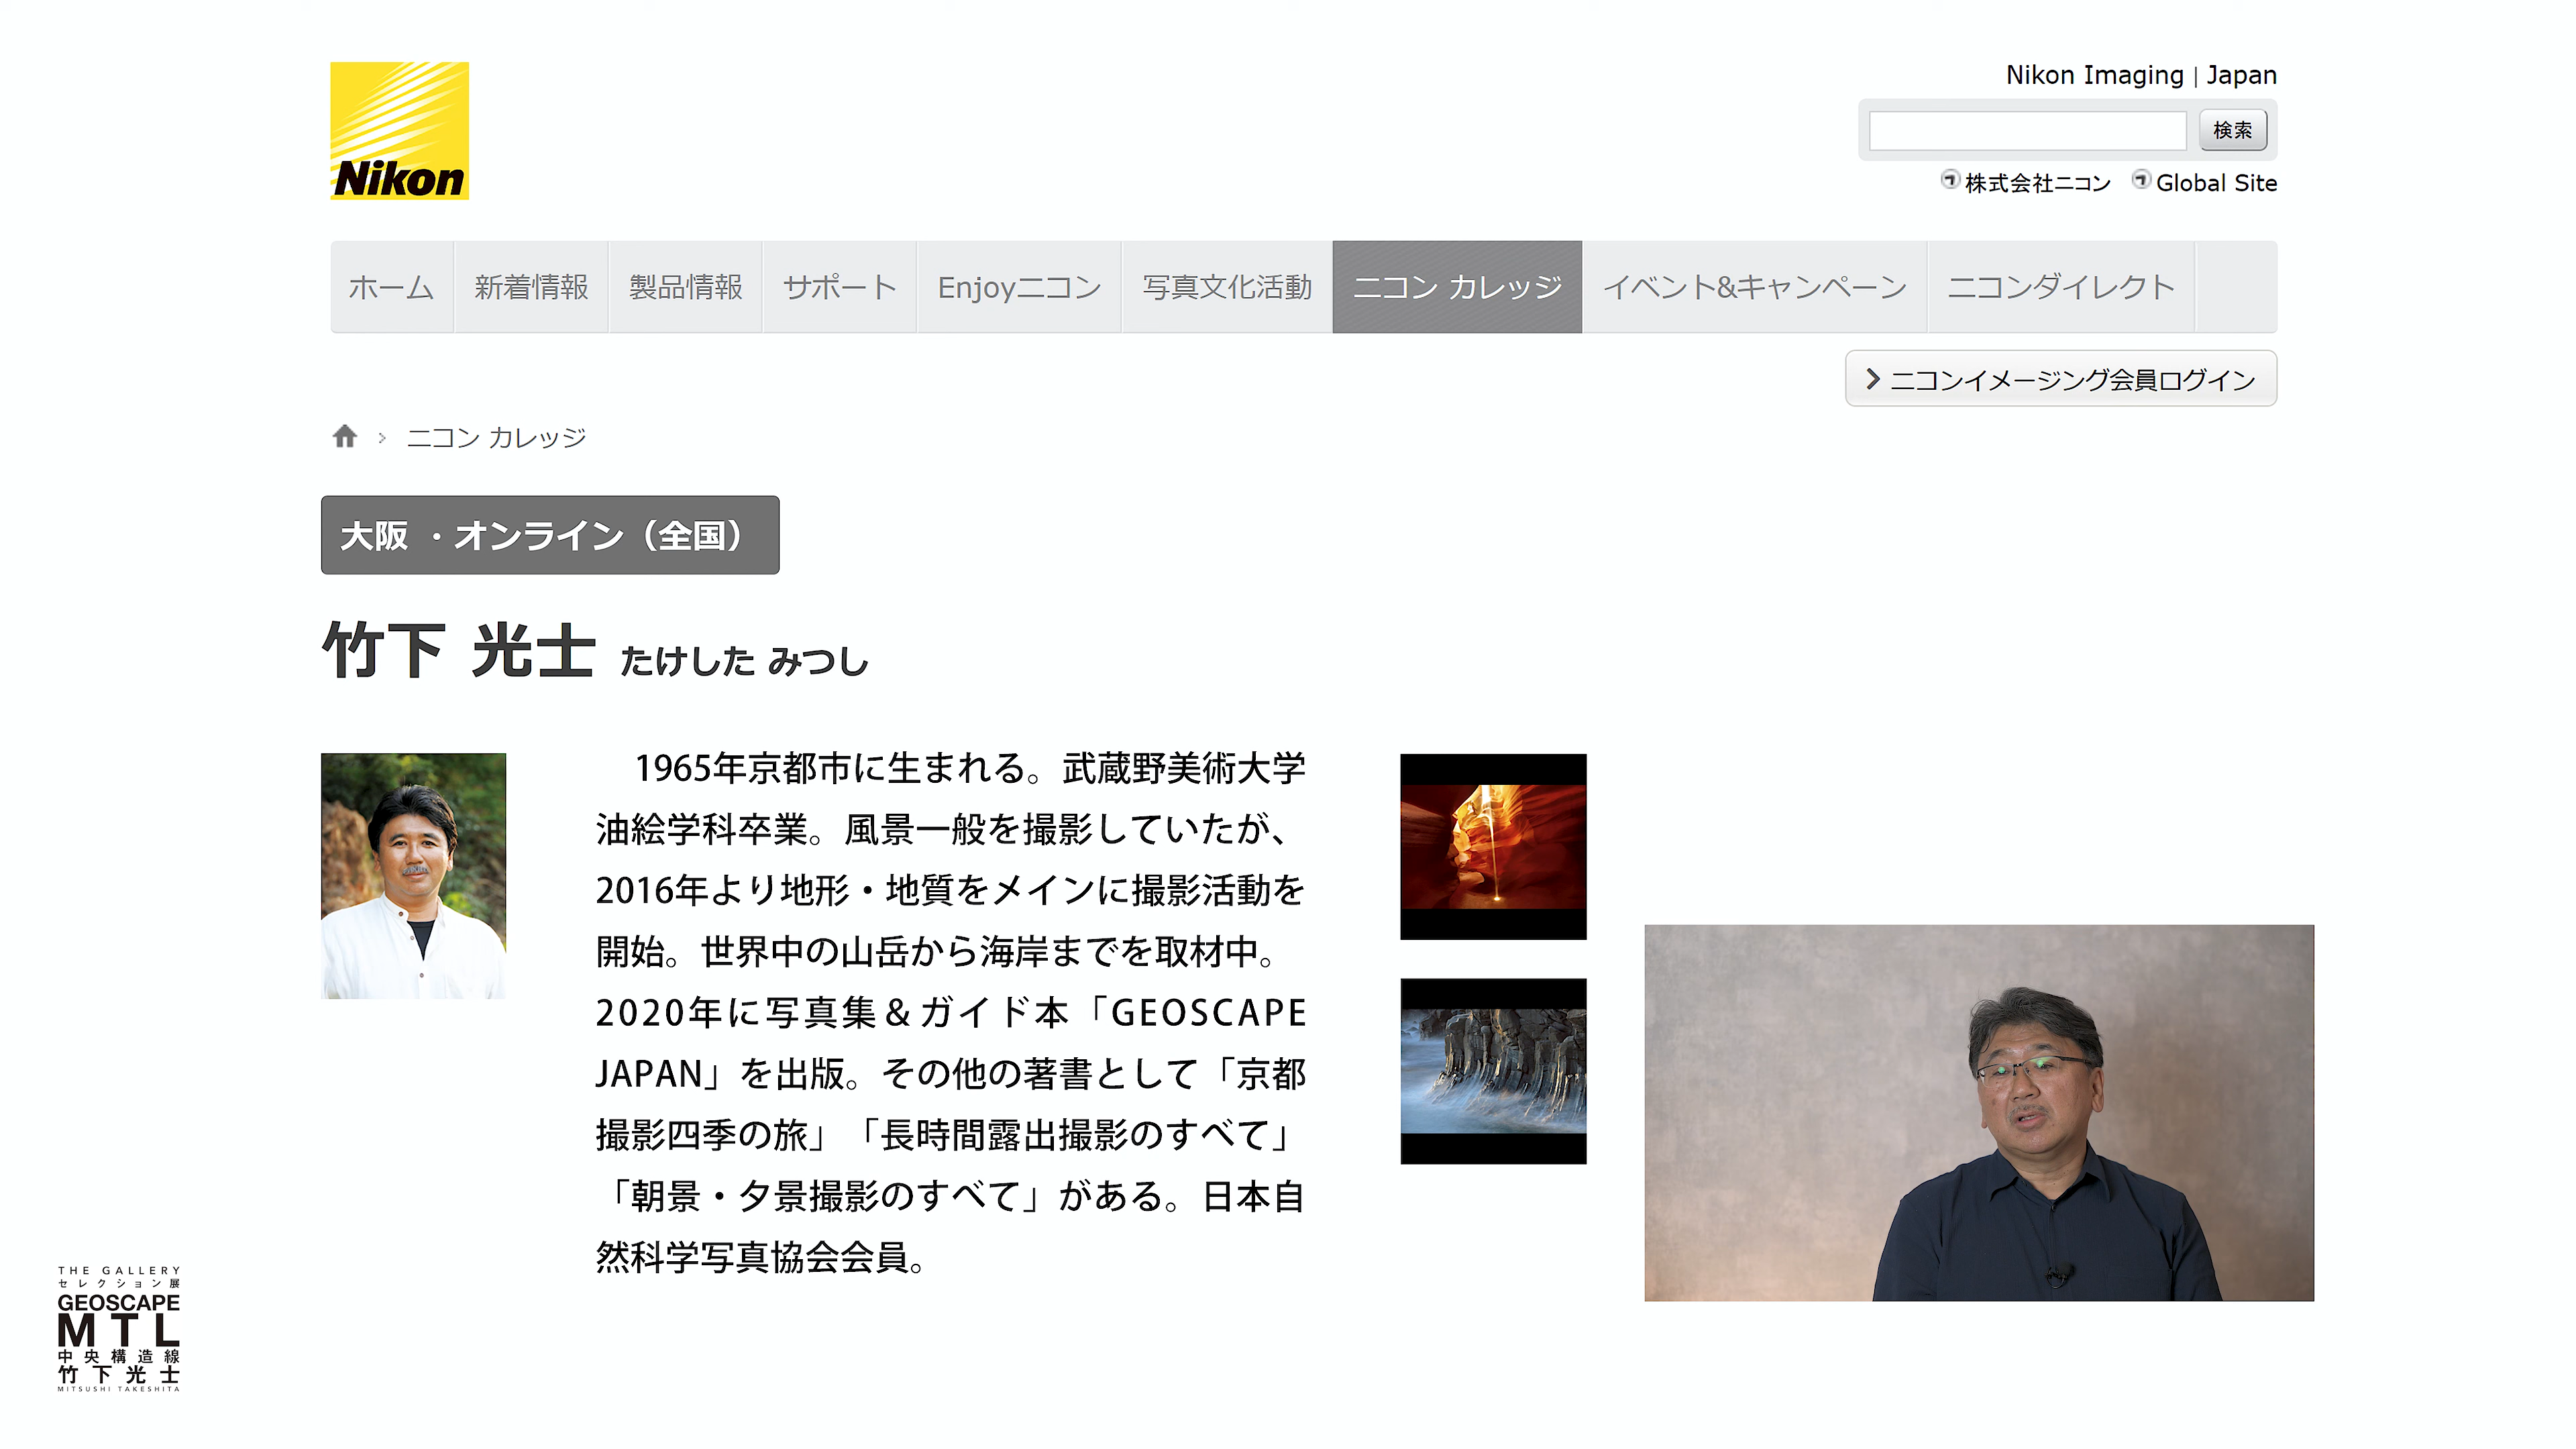 Nikon
Nikon Imaging | Japan
検索
株式会社ニコン Global Site
ホーム 新着情報 製品情報 サポート Enjoyニコン 写真文化活動 ニコン カレッジ イベント&キャンペーン ニコンダイレクト
ニコンイメージング会員ログイン
ニコン カレッジ
大阪 ・オンライン（全国）
竹下 光士 たけした みつし
1965年京都市に生まれる。武蔵野美術大学
油絵学科卒業。風景一般を撮影していたが、
2016年より地形・地質をメインに撮影活動を
開始。世界中の山岳から海岸までを取材中。
2020年に写真集＆ガイド本「GEOSCAPE
JAPAN」を出版。その他の著書として「京都
撮影四季の旅」「長時間露出撮影のすべて」
「朝景・夕景撮影のすべて」がある。日本自
然科学写真協会会員。
THE GALLERY
セレクション展
GEOSCAPE
MTL
中央構造線
竹下光士
MITSUSHI TAKESHITA